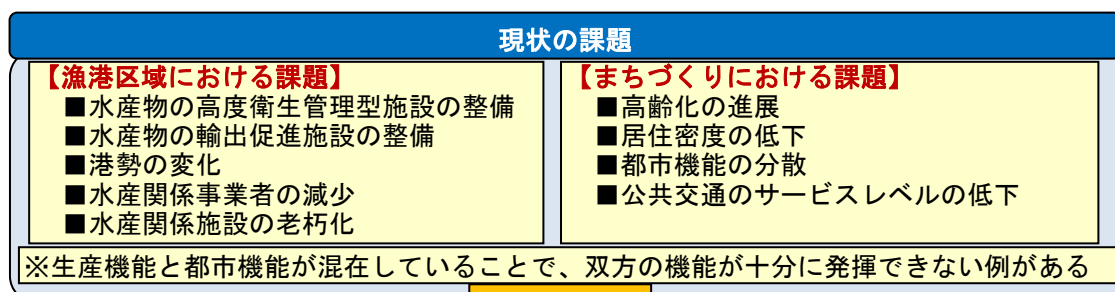 現状の課題
【漁港区域における課題】
■水産物の高度衛生管理型施設の整備
■水産物の輸出促進施設の整備
■港勢の変化
■水産関係事業者の減少
■水産関係施設の老朽化
【まちづくりにおける課題】
■高齢化の進展
■居住密度の低下
■都市機能の分散
■公共交通のサービスレベルの低下
※生産機能と都市機能が混在していることで、双方の機能が十分に発揮できない例がある